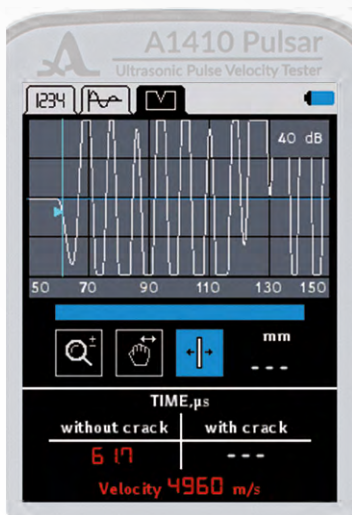 A1410 Pulsar
Ultrasonic Pulse Velocity Tester
1234
40 dB
50 70 90 110 130 150
mm
---
TIME,µs
without crack with crack
61.7 ---
Velocity 4960 m/s